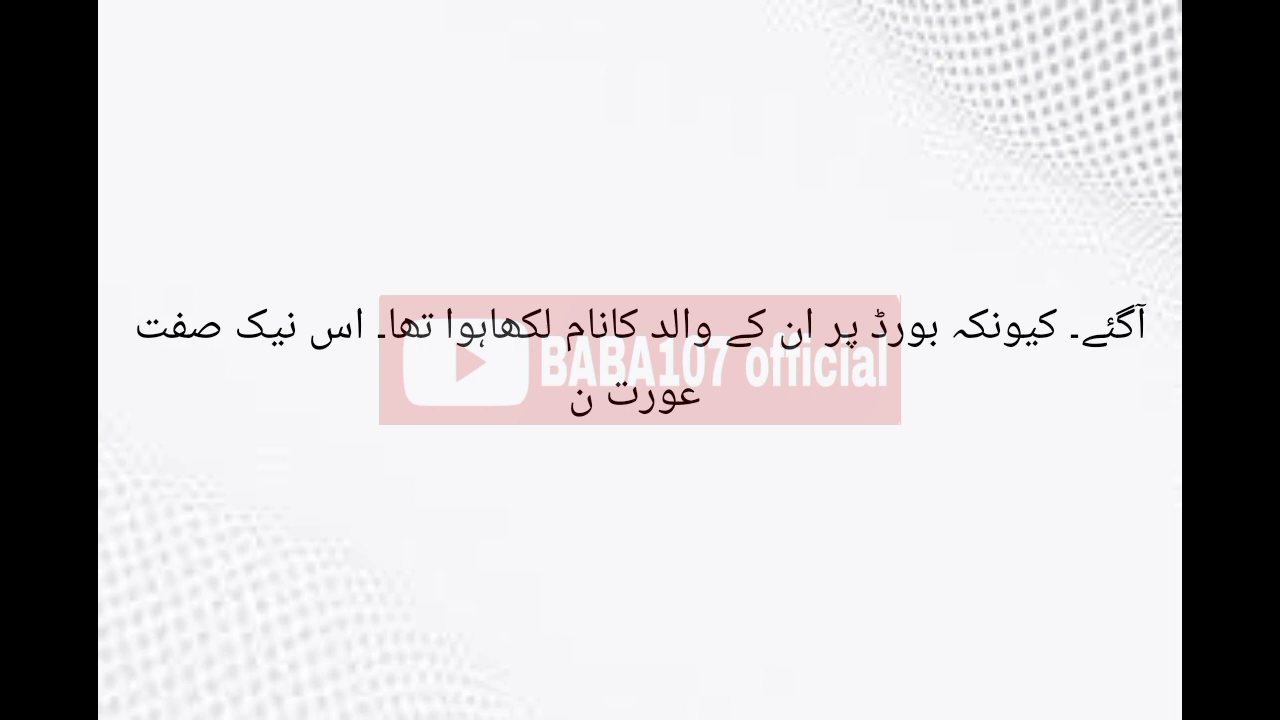 آگئے۔ کیونکہ بورڈ پر ان کے والد کانام لکھاہوا تھا۔ اس نیک صفت
BABA107 official
عورت ن